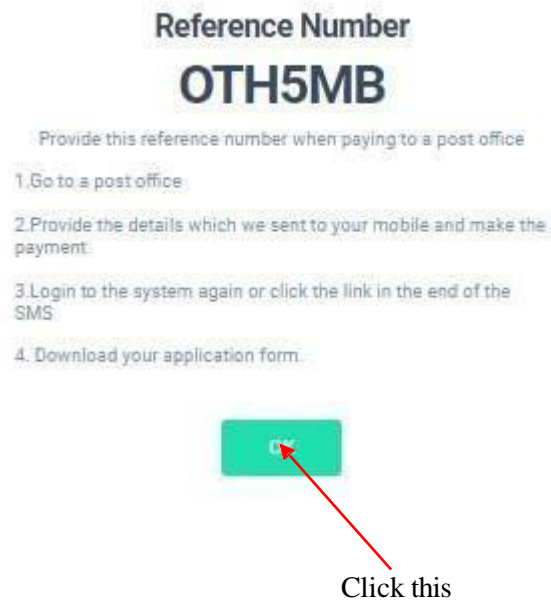 Reference Number
OTH5MB
Provide this reference number when paying to a post office
1.Go to a post office
2.Provide the details which we sent to your mobile and make the
payment.
3.Login to the system again or click the link in the end of the
SMS
4. Download your application form.
OK
Click this